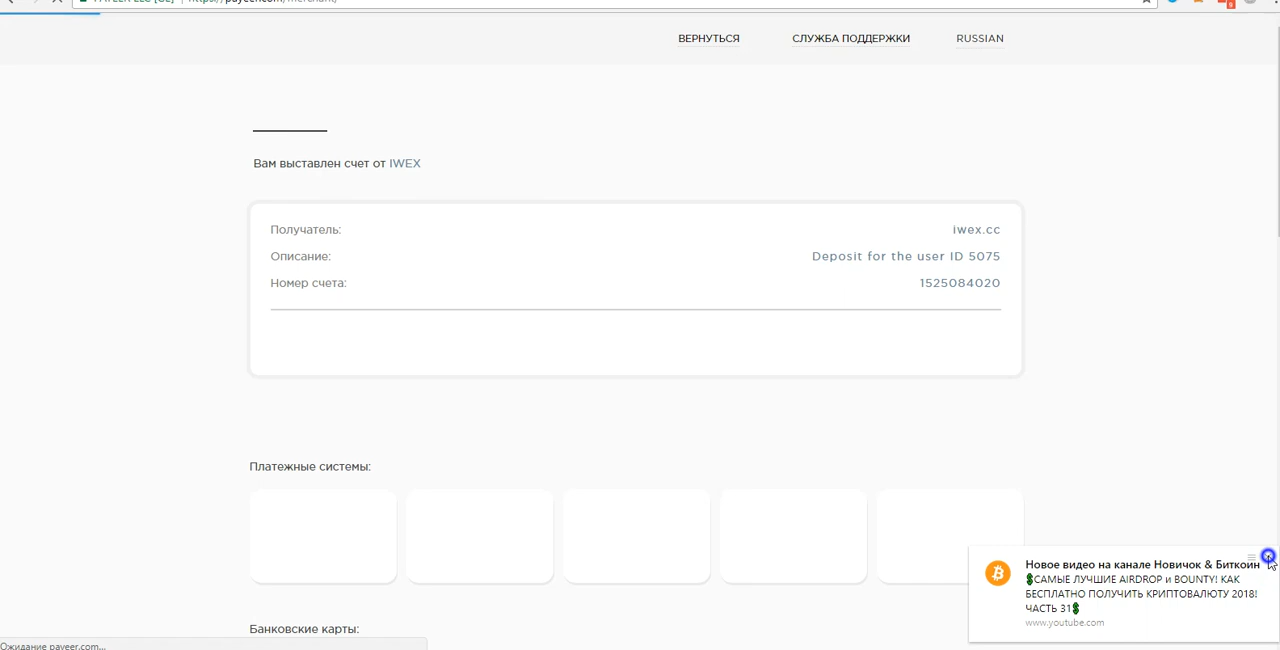 ВЕРНУТЬСЯ
СЛУЖБА ПОДДЕРЖКИ
RUSSIAN
Вам выставлен счет от IWEX
Получатель: iwex.cc
Описание: Deposit for the user ID 5075
Номер счета: 1525084020
Платежные системы:
Новое видео на канале Новичок & Биткоин
💲САМЫЕ ЛУЧШИЕ AIRDROP и BOUNTY! КАК
БЕСПЛАТНО ПОЛУЧИТЬ КРИПТОВАЛЮТУ 2018!
ЧАСТЬ 31💲
www.youtube.com
Банковские карты:
Ожидание payeer.com...